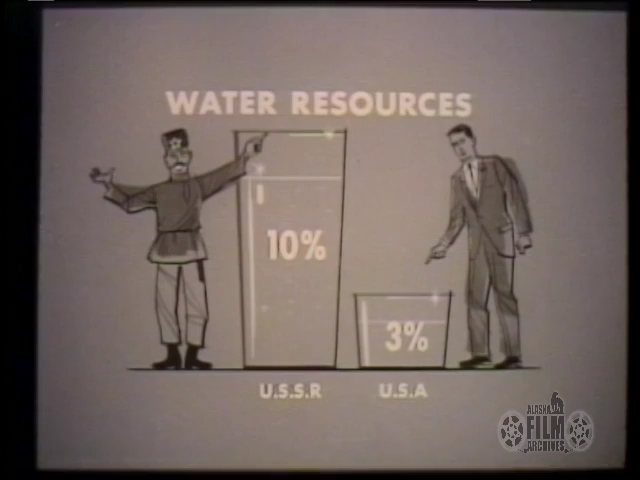 WATER RESOURCES
10%
3%
U.S.S.R
U.S.A
ALASKA
FILM
ARCHIVES